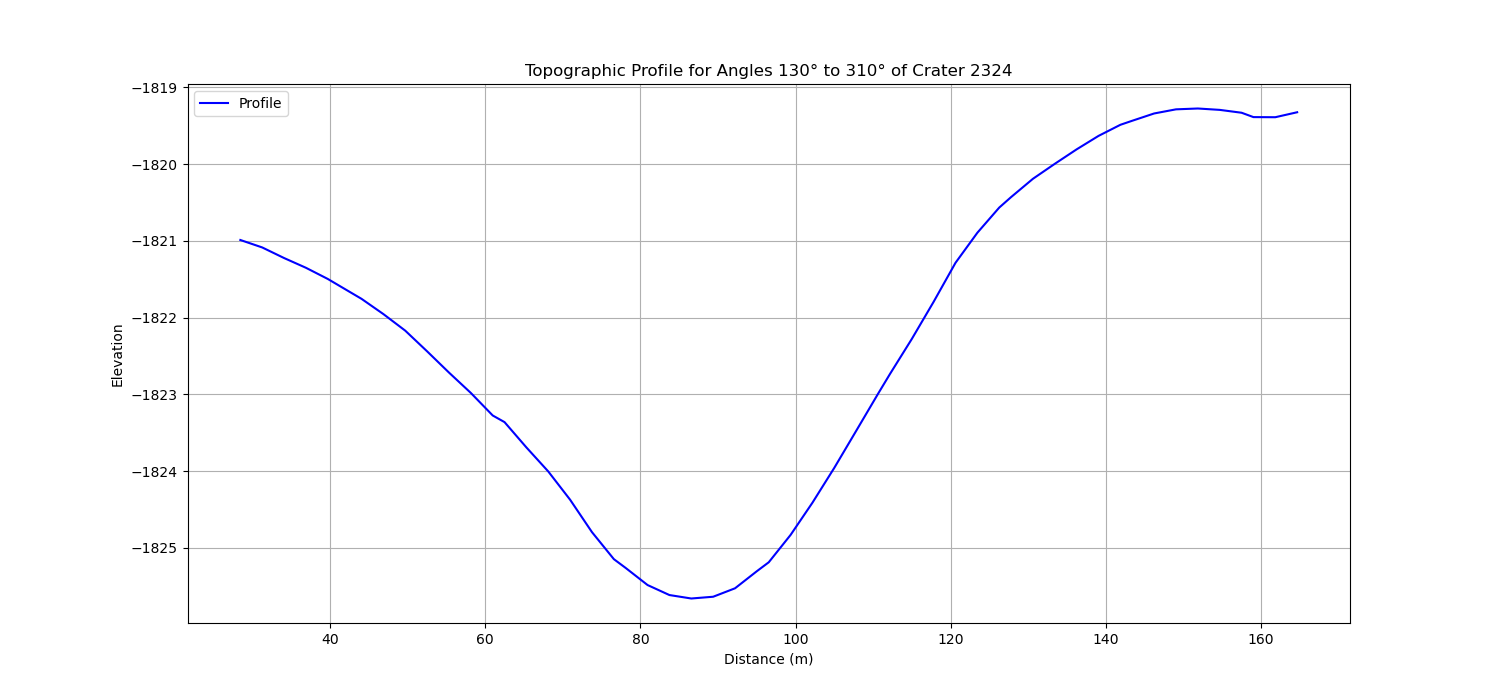 Topographic Profile for Angles 130° to 310° of Crater 2324
Profile
−1819
−1820
−1821
−1822
−1823
−1824
−1825
Elevation
40 60 80 100 120 140 160
Distance (m)